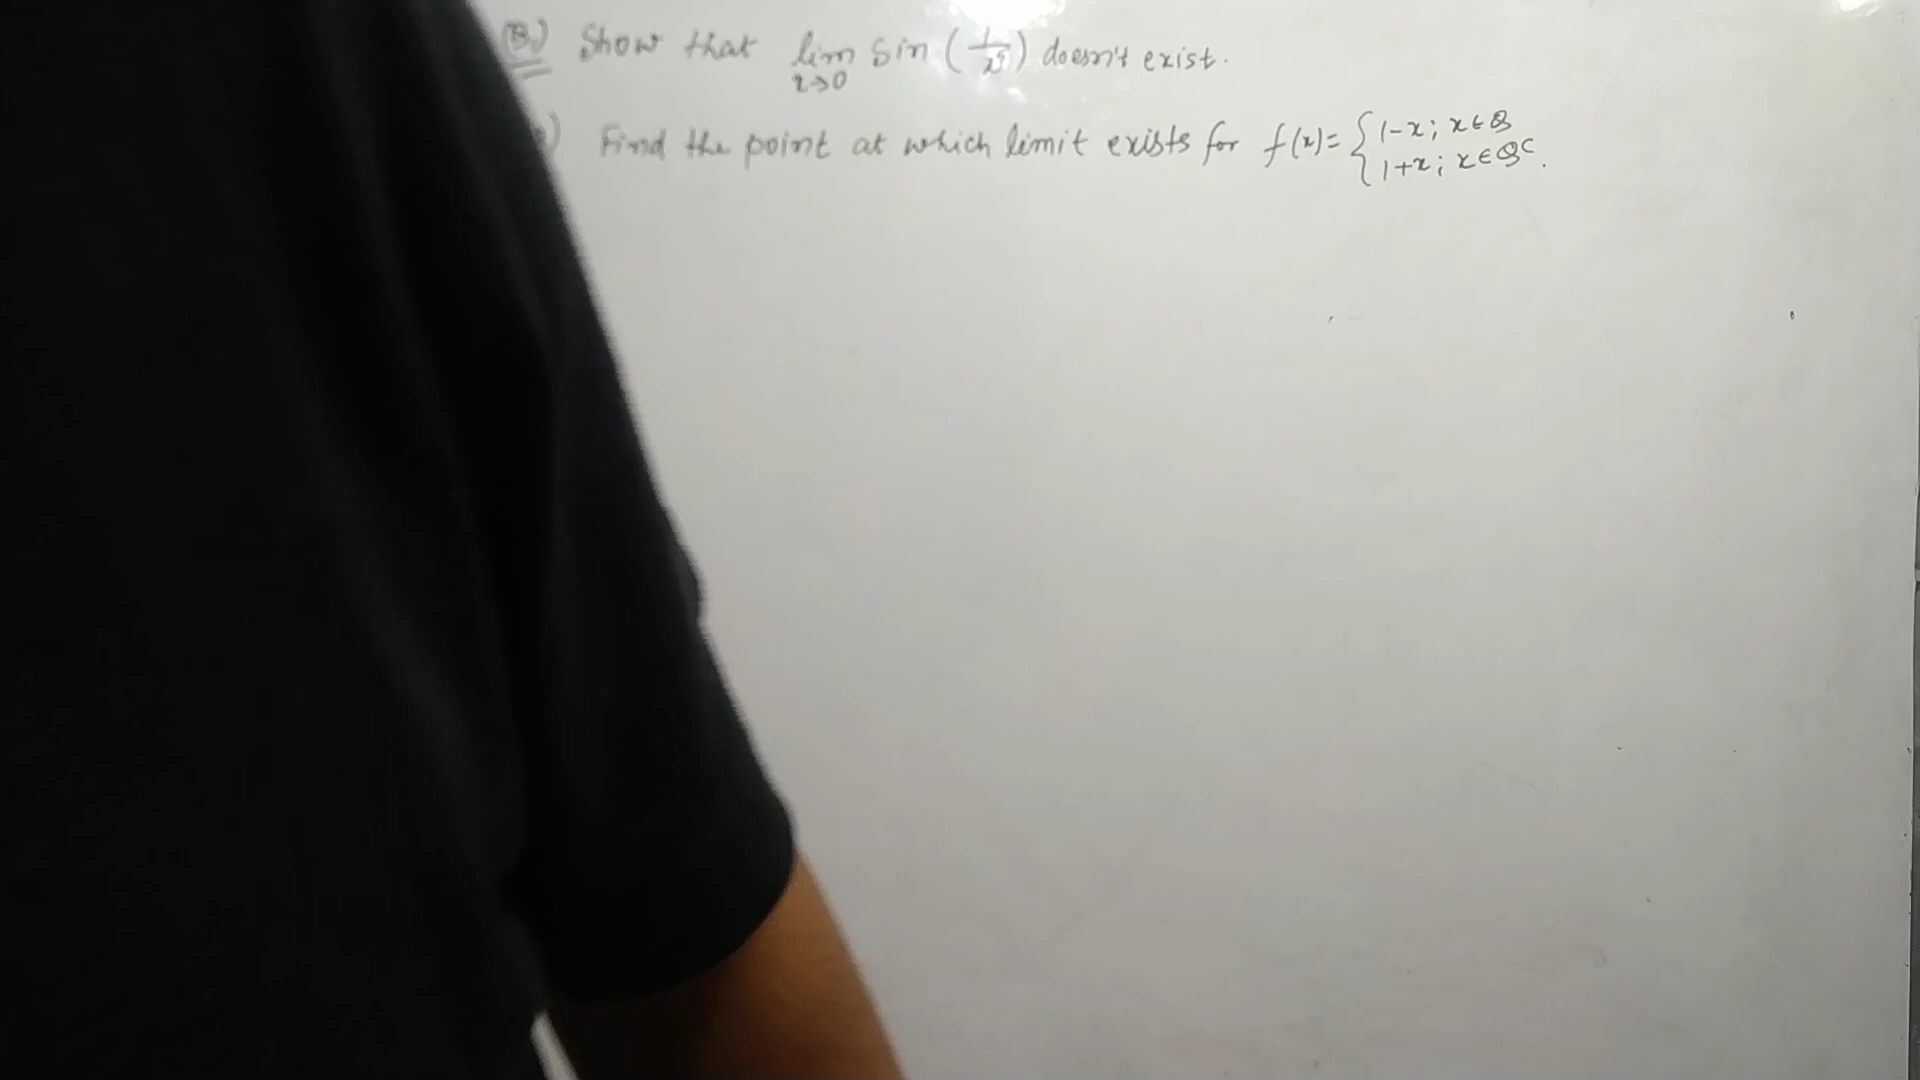 Q.) Show that lim x→0 sin (1/x²) doesn't exist.
) Find the point at which limit exists for f(x)= { 1-x; x∈Q
1+x; x∈Qᶜ.